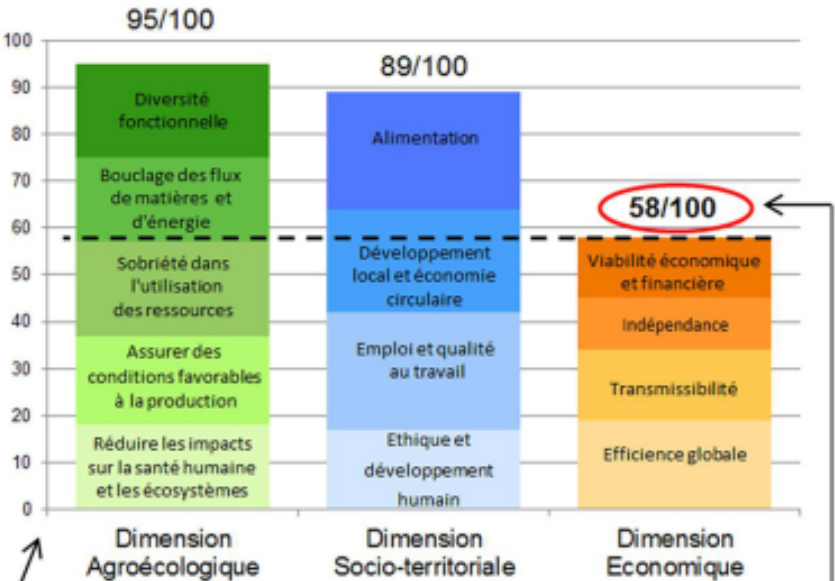 95/100
89/100
58/100
100
90
80
70
60
50
40
30
20
10
0
Diversité
fonctionnelle
Bouclage des flux
de matières et
d'énergie
Sobriété dans
l'utilisation
des ressources
Assurer des
conditions favorables
à la production
Réduire les impacts
sur la santé humaine
et les écosystèmes
Alimentation
Développement
local et économie
circulaire
Emploi et qualité
au travail
Ethique et
développement
humain
Viabilité économique
et financière
Indépendance
Transmissibilité
Efficience globale
Dimension
Agroécologique
Dimension
Socio-territoriale
Dimension
Economique